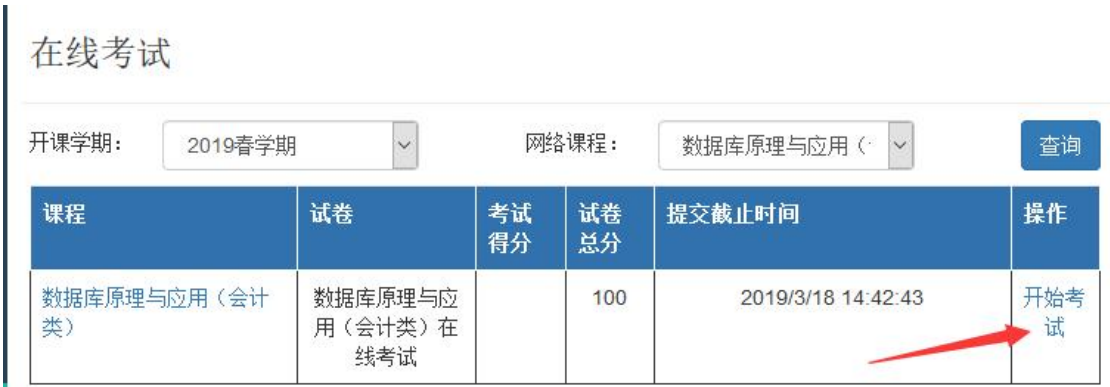 在线考试
开课学期： 2019春学期 网络课程： 数据库原理与应用（ 查询
课程 试卷 考试 试卷 提交截止时间 操作
得分 总分
数据库原理与应用（会计 数据库原理与应 100 2019/3/18 14:42:43 开始考
类） 用（会计类）在 试
线考试